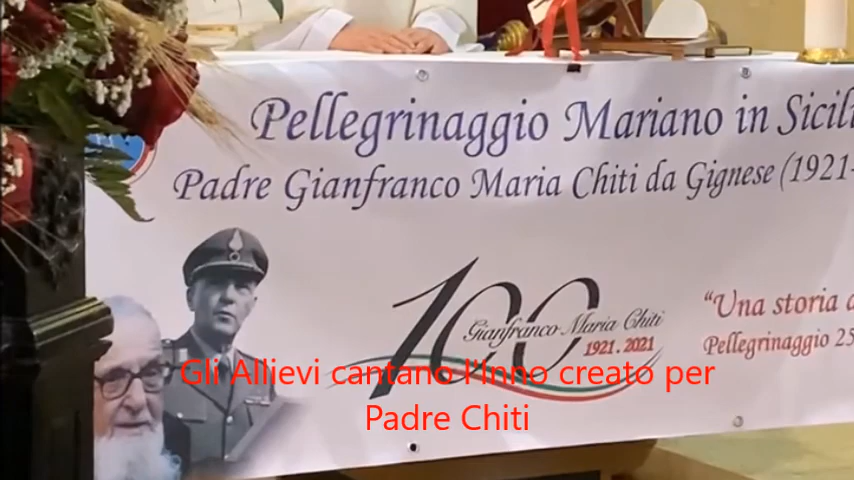 Pellegrinaggio Mariano in Sicili
Padre Gianfranco Maria Chiti da Gignese (1921-
100
Gianfranco Maria Chiti
1921.2021
"Una storia
Pellegrinaggio 25
Gli Allievi cantano l'Inno creato per
Padre Chiti